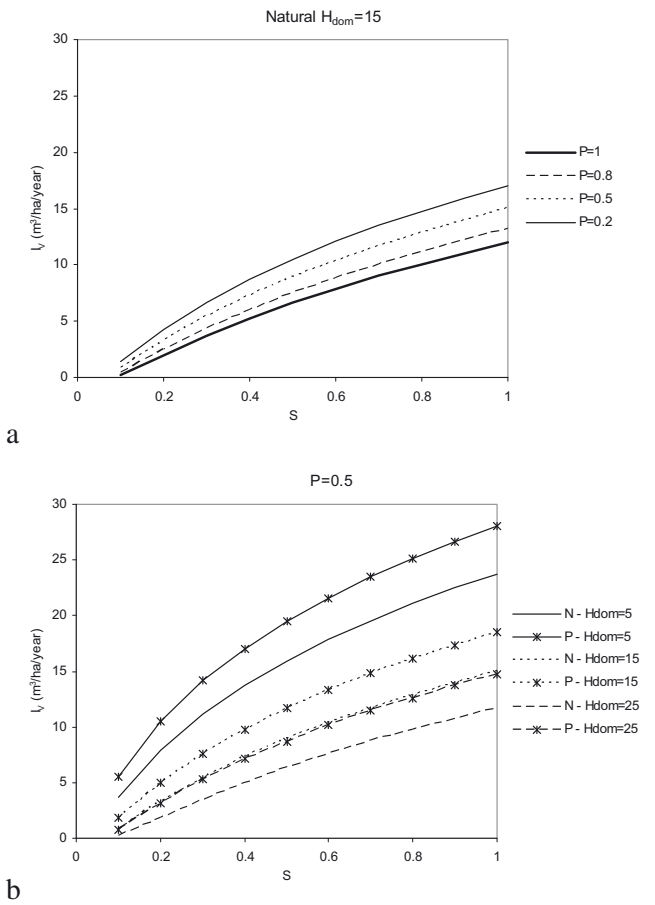 Natural H_dom=15
30
25
20
15
10
5
0
0 0.2 0.4 0.6 0.8 1
I_V (m³/ha/year)
S
P=1
P=0.8
P=0.5
P=0.2
a
P=0.5
30
25
20
15
10
5
0
0 0.2 0.4 0.6 0.8 1
I_V (m³/ha/year)
S
N - Hdom=5
P - Hdom=5
N - Hdom=15
P - Hdom=15
N - Hdom=25
P - Hdom=25
b